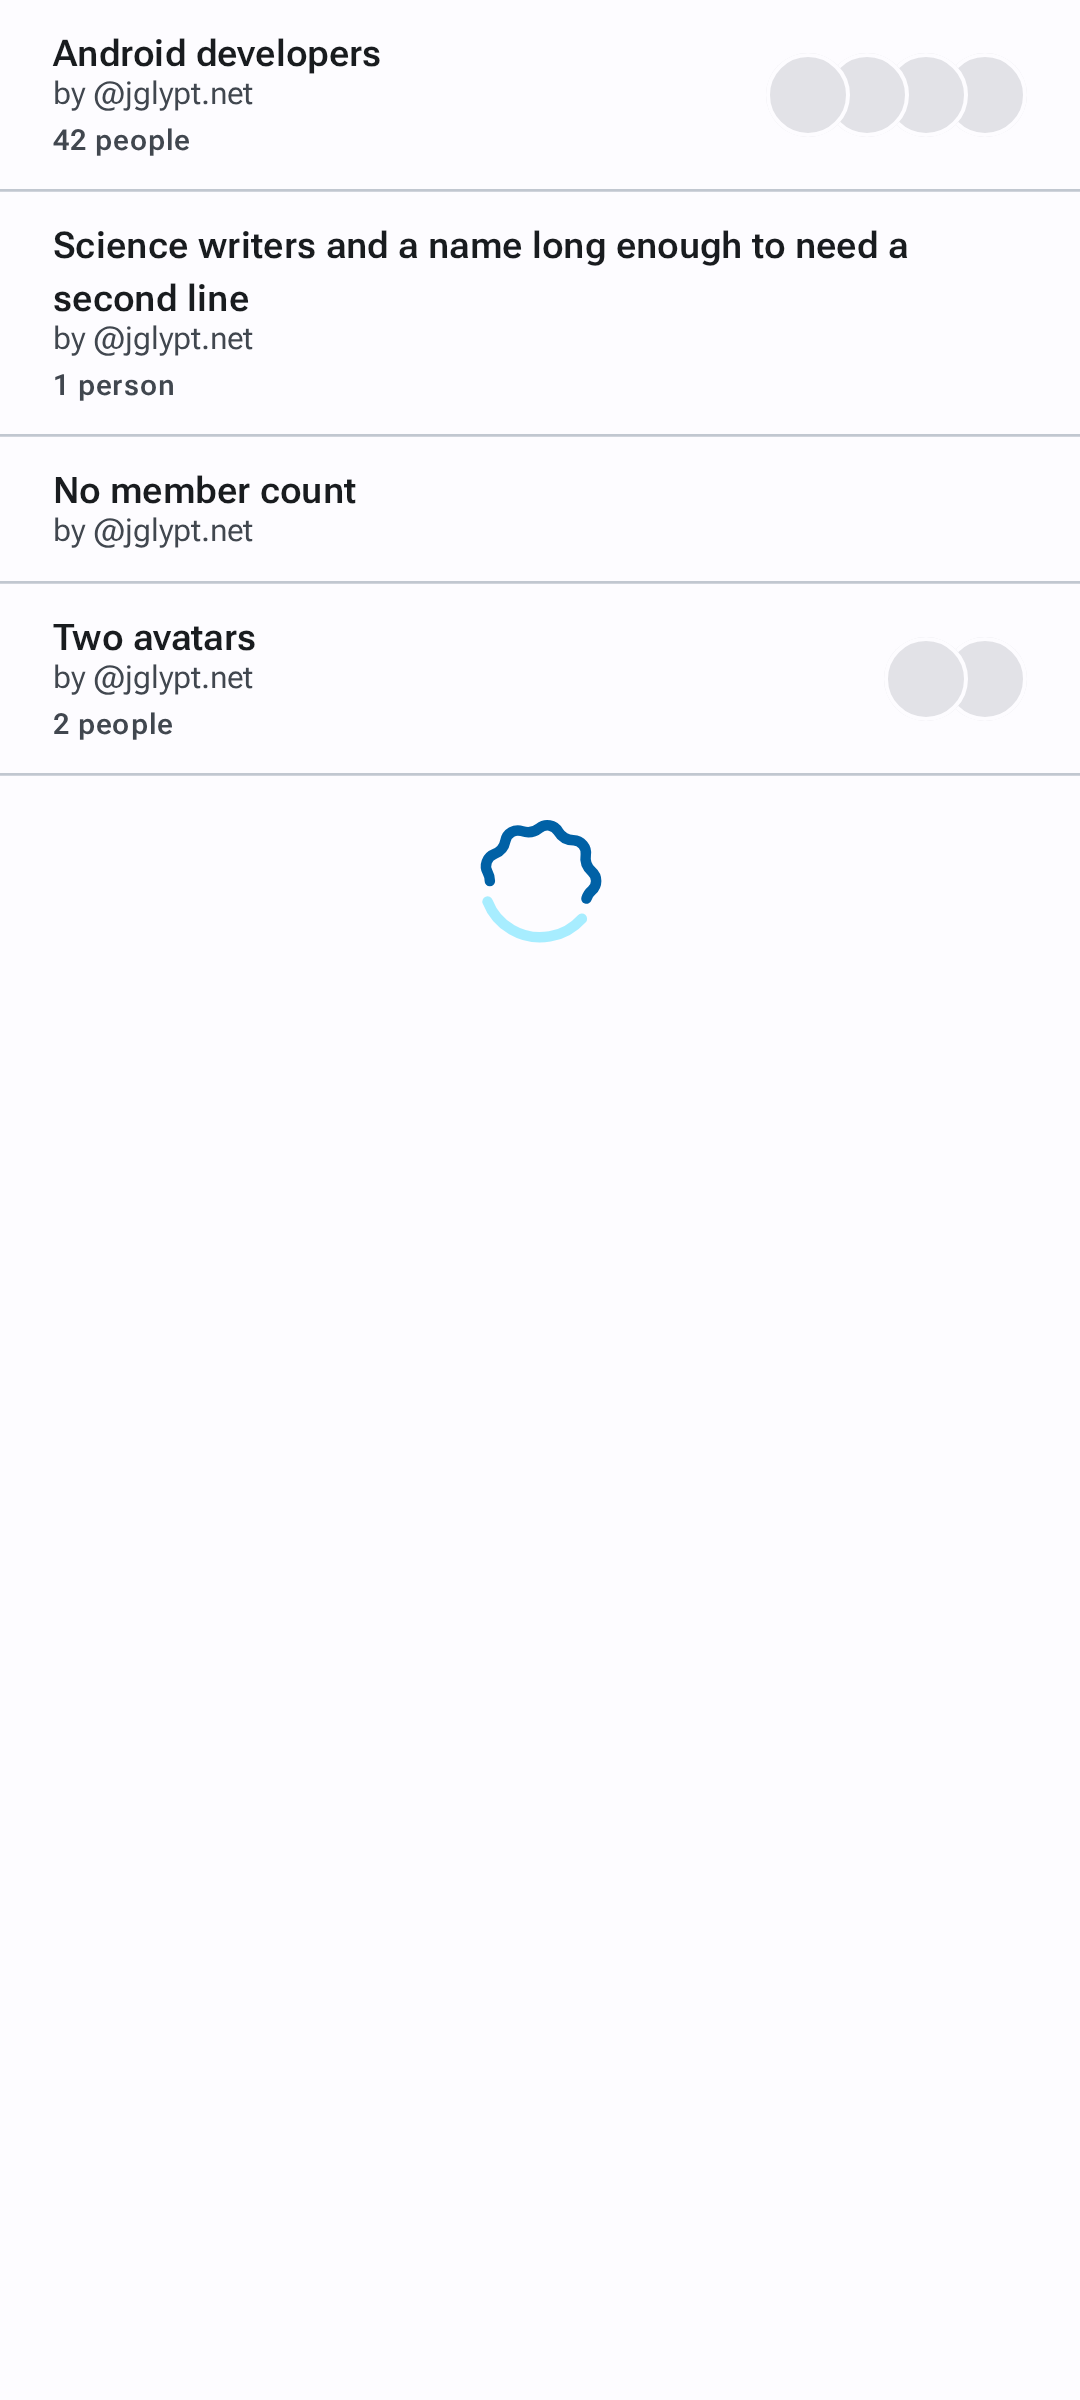 Android developers
by @jglypt.net
42 people
Science writers and a name long enough to need a
second line
by @jglypt.net
1 person
No member count
by @jglypt.net
Two avatars
by @jglypt.net
2 people